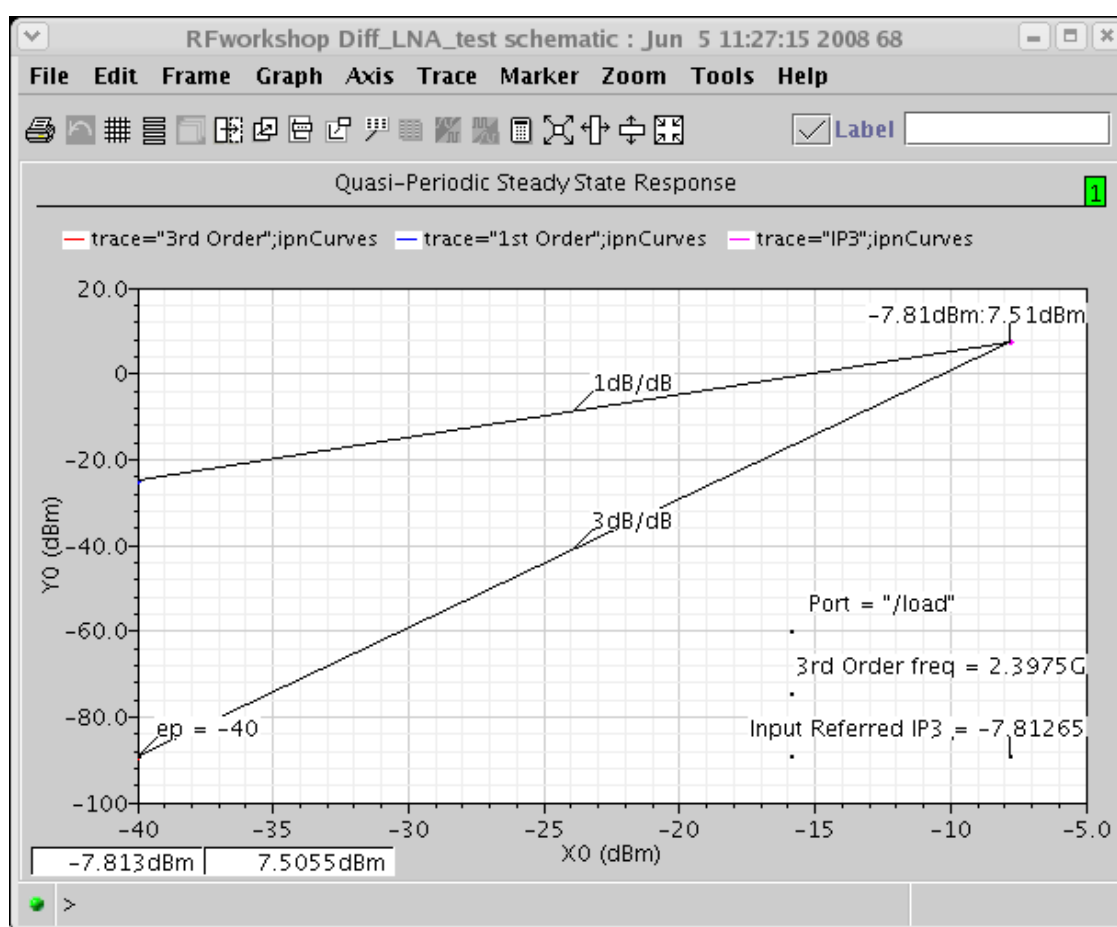 RFworkshop Diff_LNA_test schematic : Jun 5 11:27:15 2008 68
File Edit Frame Graph Axis Trace Marker Zoom Tools Help
Label
Quasi-Periodic Steady State Response
1
trace="3rd Order";ipnCurves trace="1st Order";ipnCurves trace="IP3";ipnCurves
20.0
-7.81dBm:7.51dBm
0
1dB/dB
-20.0
3dB/dB
Y0 (dBm)
-40.0
Port = "/load"
-60.0
3rd Order freq = 2.3975G
-80.0
ep = -40
Input Referred IP3 = -7.81265
-100
-40 -35 -30 -25 -20 -15 -10 -5.0
X0 (dBm)
-7.813dBm 7.5055dBm
>